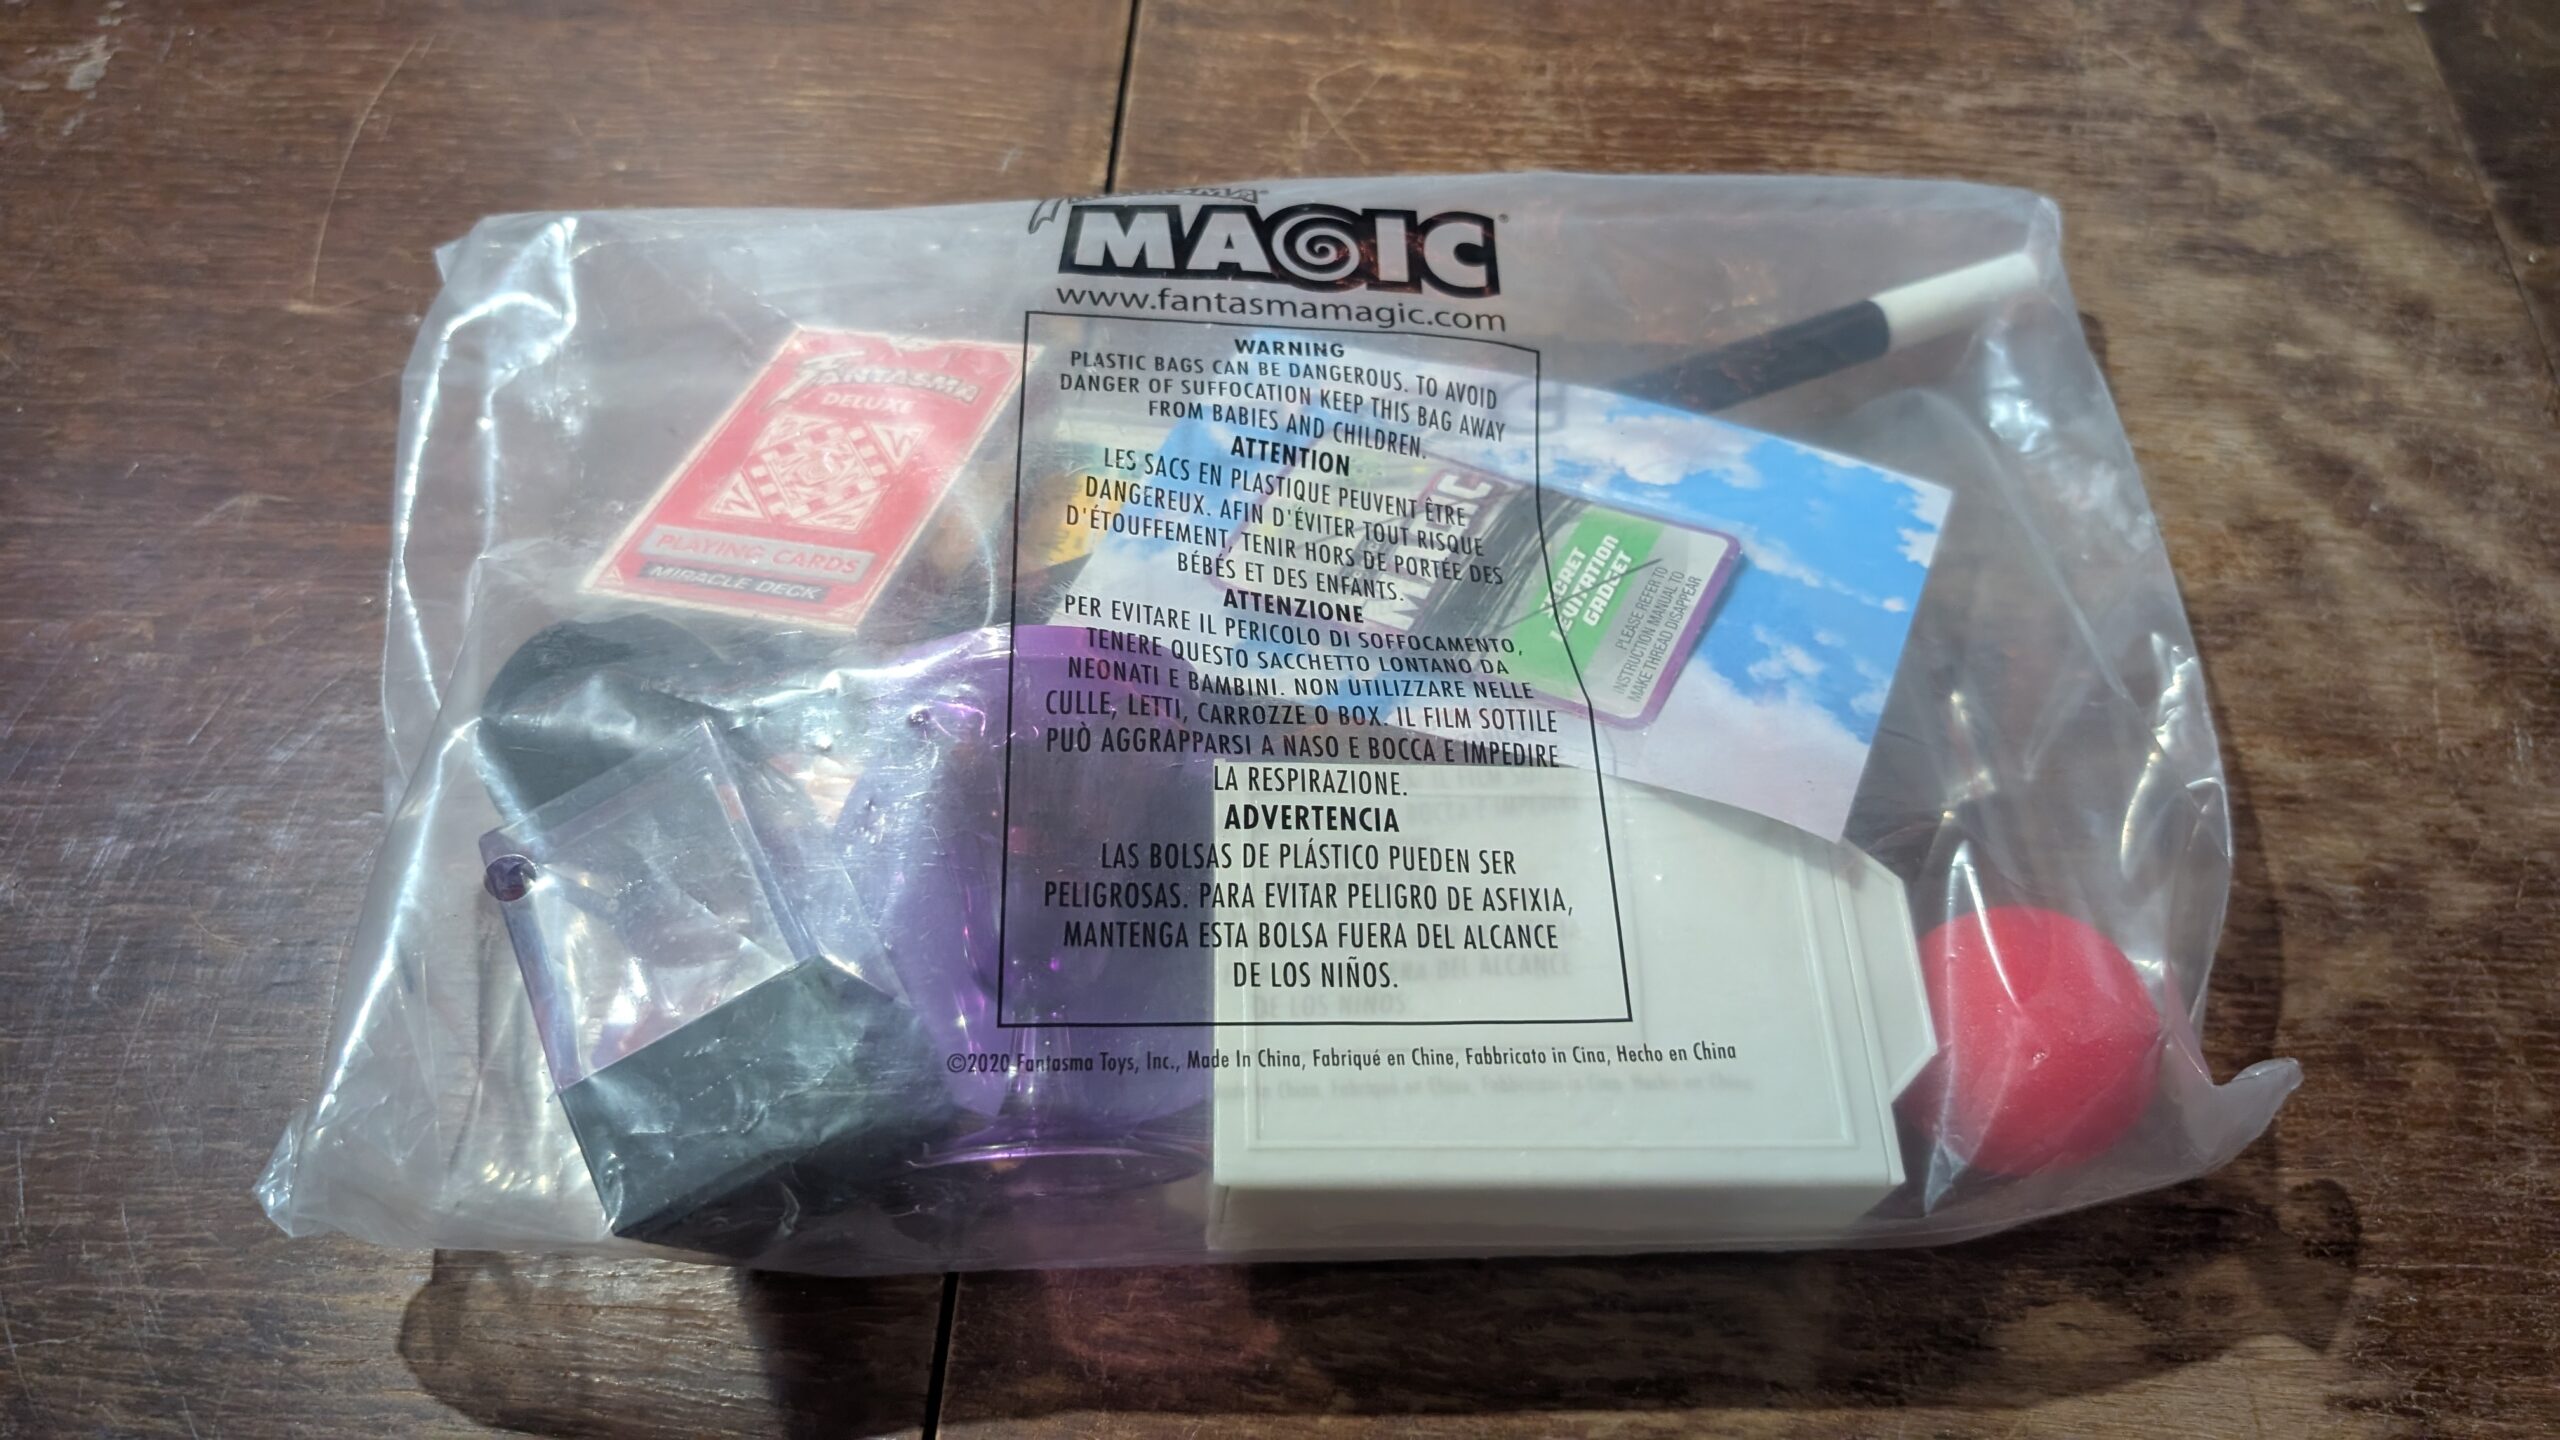 FANTASMA
MAGIC®
www.fantasmamagic.com
WARNING
PLASTIC BAGS CAN BE DANGEROUS. TO AVOID
DANGER OF SUFFOCATION KEEP THIS BAG AWAY
FROM BABIES AND CHILDREN.
ATTENTION
LES SACS EN PLASTIQUE PEUVENT ÊTRE
DANGEREUX. AFIN D'ÉVITER TOUT RISQUE
D'ÉTOUFFEMENT, TENIR HORS DE PORTÉE DES
BÉBÉS ET DES ENFANTS.
ATTENZIONE
PER EVITARE IL PERICOLO DI SOFFOCAMENTO,
TENERE QUESTO SACCHETTO LONTANO DA
NEONATI E BAMBINI. NON UTILIZZARE NELLE
CULLE, LETTI, CARROZZE O BOX. IL FILM SOTTILE
PUÒ AGGRAPPARSI A NASO E BOCCA E IMPEDIRE
LA RESPIRAZIONE.
ADVERTENCIA
LAS BOLSAS DE PLÁSTICO PUEDEN SER
PELIGROSAS. PARA EVITAR PELIGRO DE ASFIXIA,
MANTENGA ESTA BOLSA FUERA DEL ALCANCE
DE LOS NIÑOS.
©2020 Fantasma Toys, Inc., Made In China, Fabriqué en Chine, Fabbricato in Cina, Hecho en China
FANTASMA
DELUXE
PLAYING CARDS
MIRACLE DECK
MAGIC
SECRET
LEVITATION
GADGET
PLEASE REFER TO
INSTRUCTION MANUAL TO
MAKE THREAD DISAPPEAR